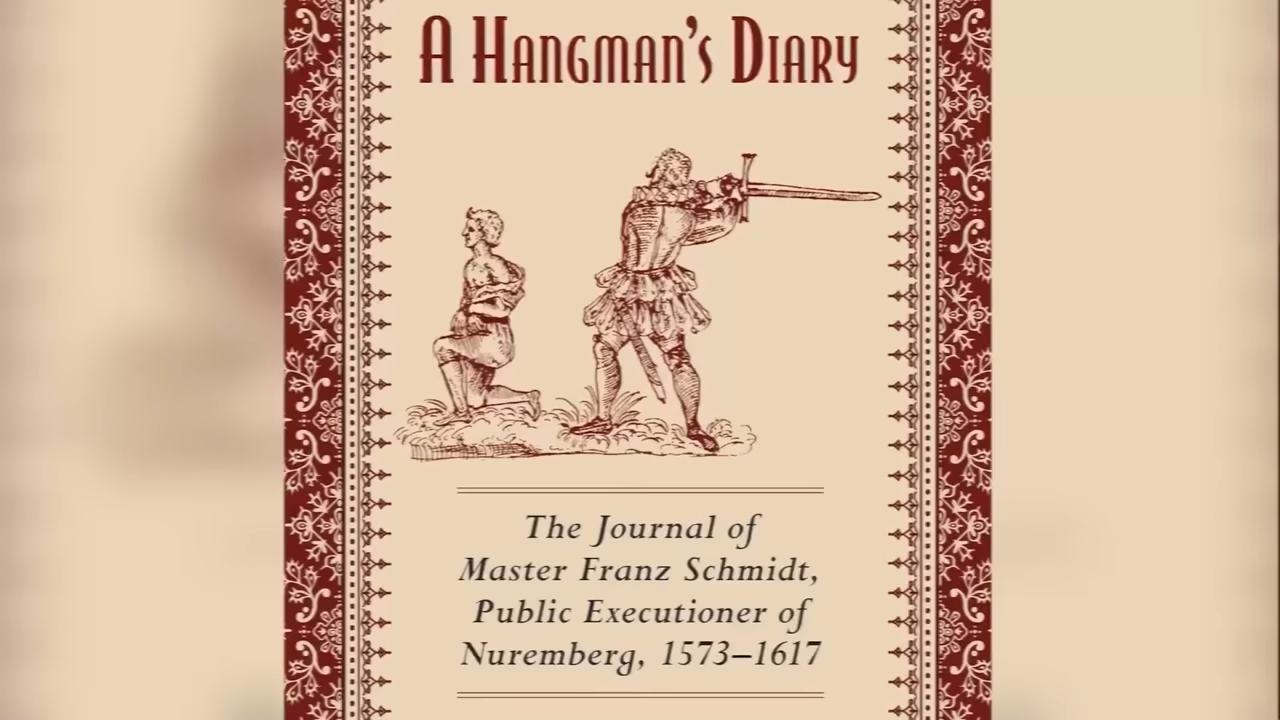 A Hangman's Diary
The Journal of
Master Franz Schmidt,
Public Executioner of
Nuremberg, 1573–1617